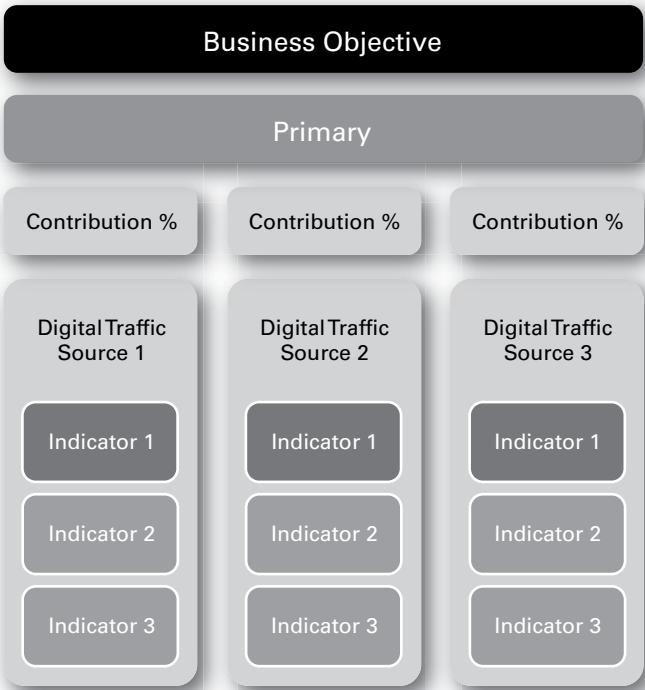 Business Objective
Primary
Contribution %
Contribution %
Contribution %
Digital Traffic
Source 1
Indicator 1
Indicator 2
Indicator 3
Digital Traffic
Source 2
Indicator 1
Indicator 2
Indicator 3
Digital Traffic
Source 3
Indicator 1
Indicator 2
Indicator 3